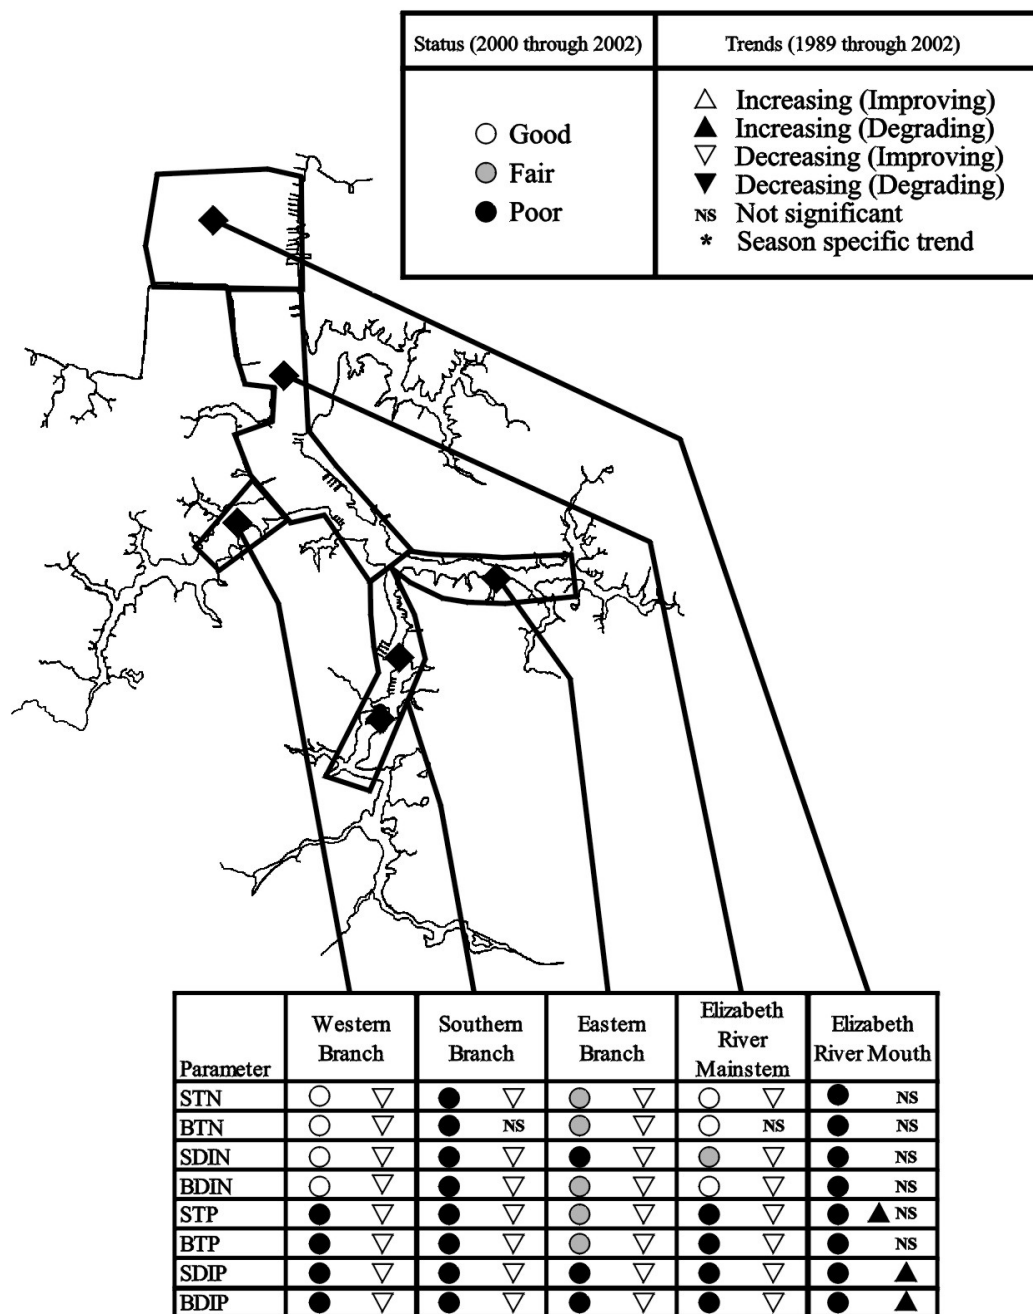 Status (2000 through 2002) Trends (1989 through 2002)
Good
Fair
Poor
Increasing (Improving)
Increasing (Degrading)
Decreasing (Improving)
Decreasing (Degrading)
NS Not significant
* Season specific trend
Parameter
Western
Branch
Southern
Branch
Eastern
Branch
Elizabeth
River
Mainstem
Elizabeth
River Mouth
STN NS
BTN NS NS NS
SDIN NS
BDIN NS
STP NS
BTP NS
SDIP
BDIP